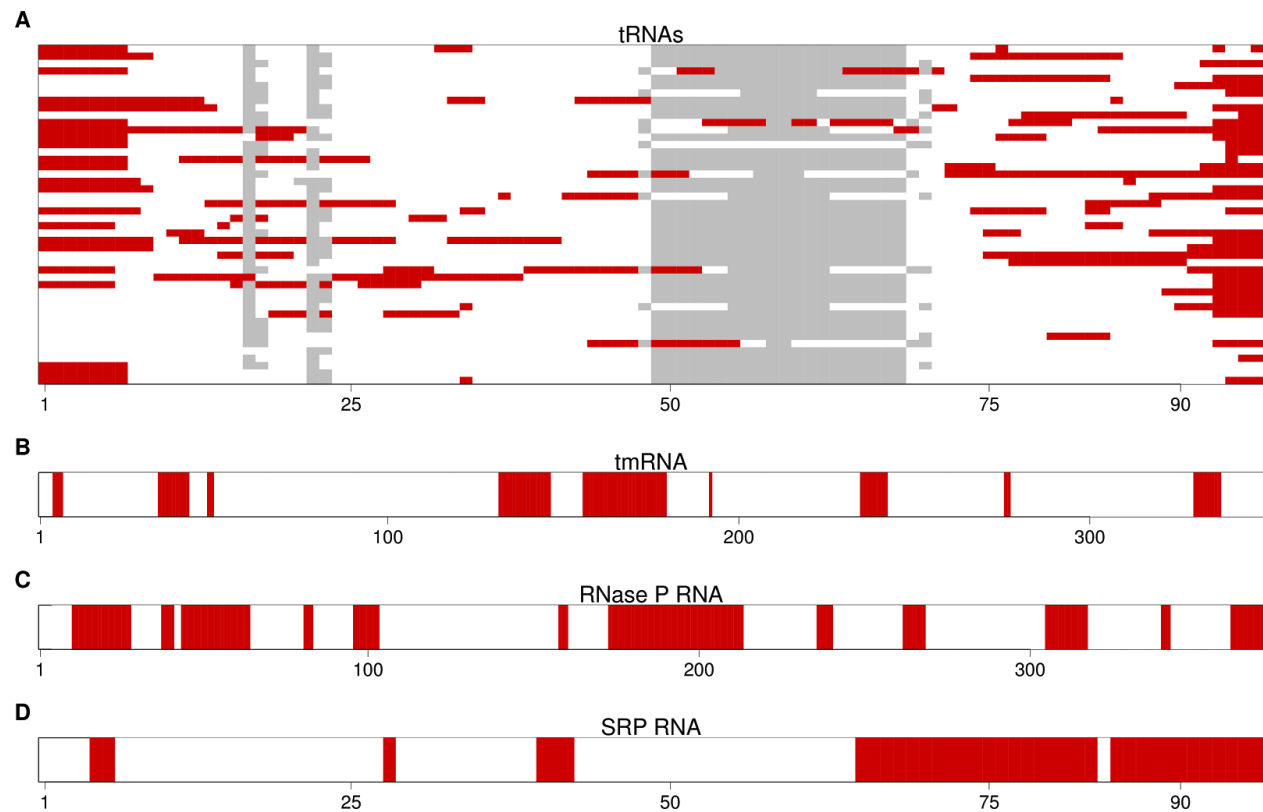 A
tRNAs
1 25 50 75 90
B
tmRNA
1 100 200 300
C
RNase P RNA
1 100 200 300
D
SRP RNA
1 25 50 75 90